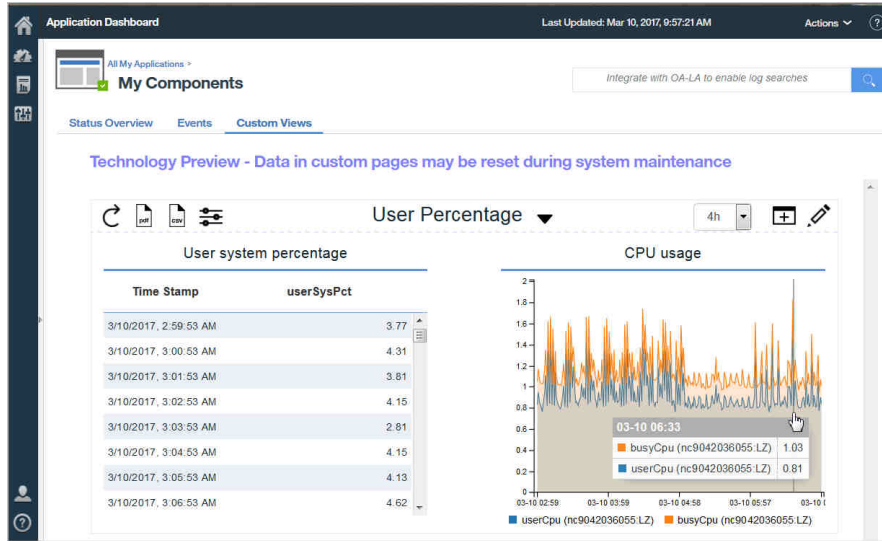 Application Dashboard
Last Updated: Mar 10, 2017, 9:57:21 AM
Actions
?
All My Applications >
My Components
Integrate with OA-LA to enable log searches
Status Overview
Events
Custom Views
Technology Preview - Data in custom pages may be reset during system maintenance
pdf
csv
User Percentage
4h
User system percentage
Time Stamp userSysPct
3/10/2017, 2:59:53 AM 3.77
3/10/2017, 3:00:53 AM 4.31
3/10/2017, 3:01:53 AM 3.81
3/10/2017, 3:02:53 AM 4.15
3/10/2017, 3:03:53 AM 2.81
3/10/2017, 3:04:53 AM 4.15
3/10/2017, 3:05:53 AM 4.13
3/10/2017, 3:06:53 AM 4.62
CPU usage
2
1.8
1.6
1.4
1.2
1
0.8
0.6
0.4
0.2
0
03-10 06:33
busyCpu (nc9042036055:LZ) 1.03
userCpu (nc9042036055:LZ) 0.81
03-10 02:59 03-10 03:59 03-10 04:58 03-10 05:57 03-10
userCpu (nc9042036055:LZ) busyCpu (nc9042036055:LZ)
?